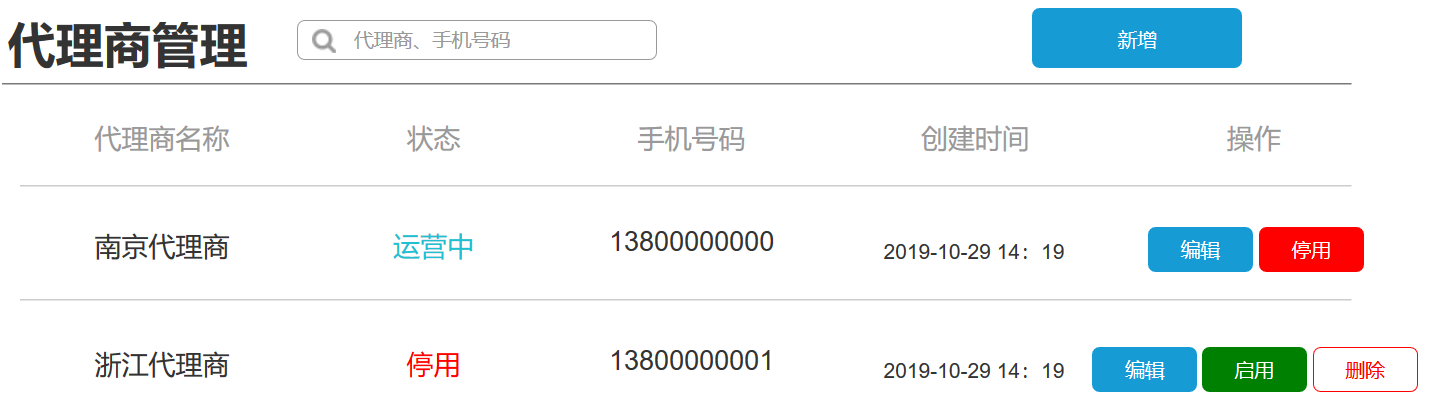 代理商管理 代理商、手机号码 新增
代理商名称 状态 手机号码 创建时间 操作
南京代理商 运营中 13800000000 2019-10-29 14：19 编辑 停用
浙江代理商 停用 13800000001 2019-10-29 14：19 编辑 启用 删除